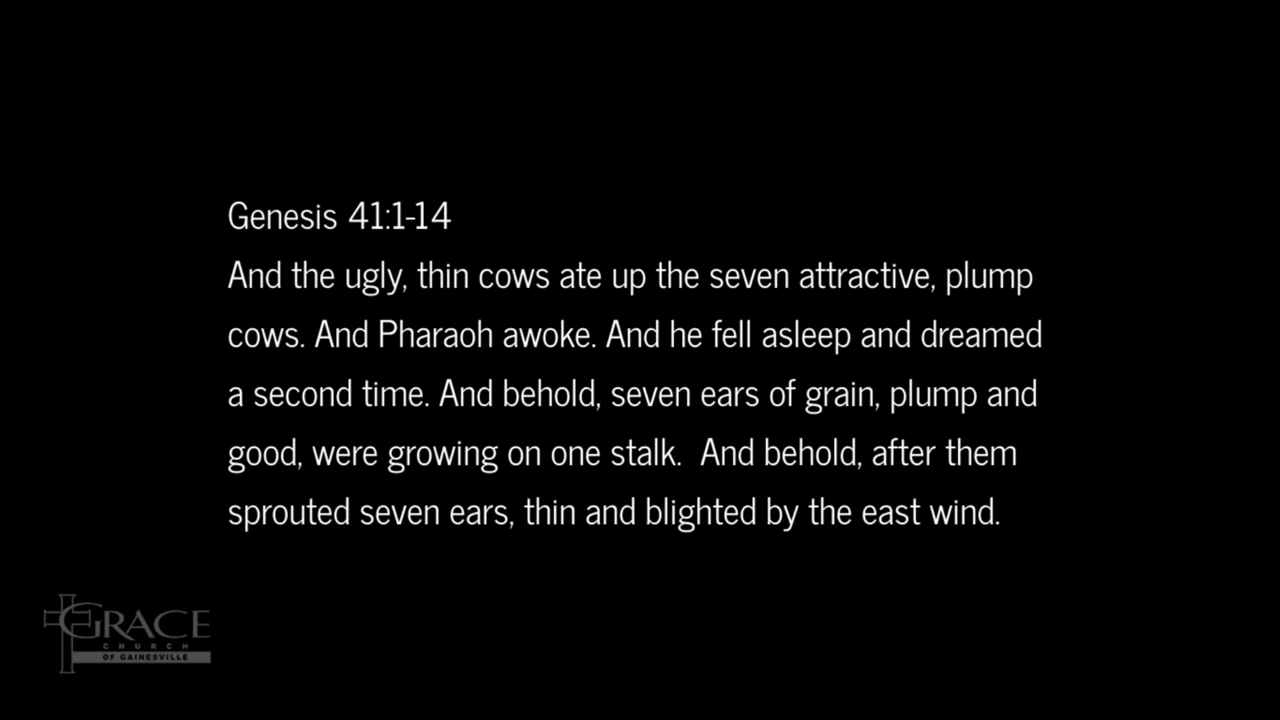 Genesis 41:1-14
And the ugly, thin cows ate up the seven attractive, plump
cows. And Pharaoh awoke. And he fell asleep and dreamed
a second time. And behold, seven ears of grain, plump and
good, were growing on one stalk.  And behold, after them
sprouted seven ears, thin and blighted by the east wind.
GRACE
CHURCH
OF GAINESVILLE